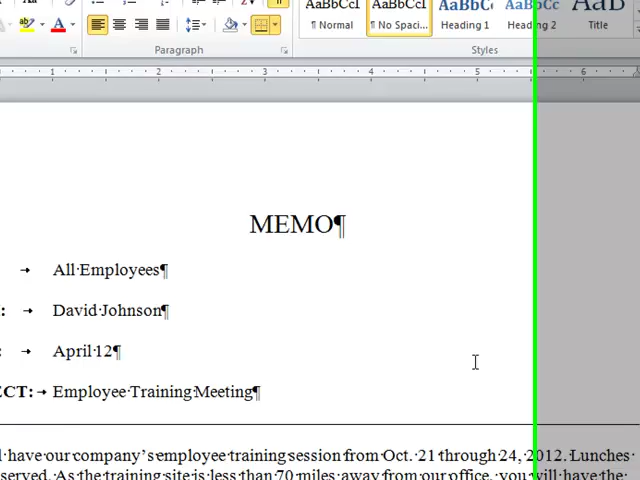 AaBbCcI AaBbCcI AaBbC AaBbCc AaB
¶ Normal ¶ No Spaci... Heading 1 Heading 2 Title
Paragraph Styles
1 2 3 4 5 6
MEMO¶
→ All·Employees¶
: → David·Johnson¶
: → April·12¶
ECT: → Employee·Training·Meeting¶
l·have·our·company's·employee·training·session·from·Oct.·21·through·24,·2012.·Lunches·
served.·As·the·training·site·is·less·than·70·miles·away·from·our·office,·you·will·have·the·